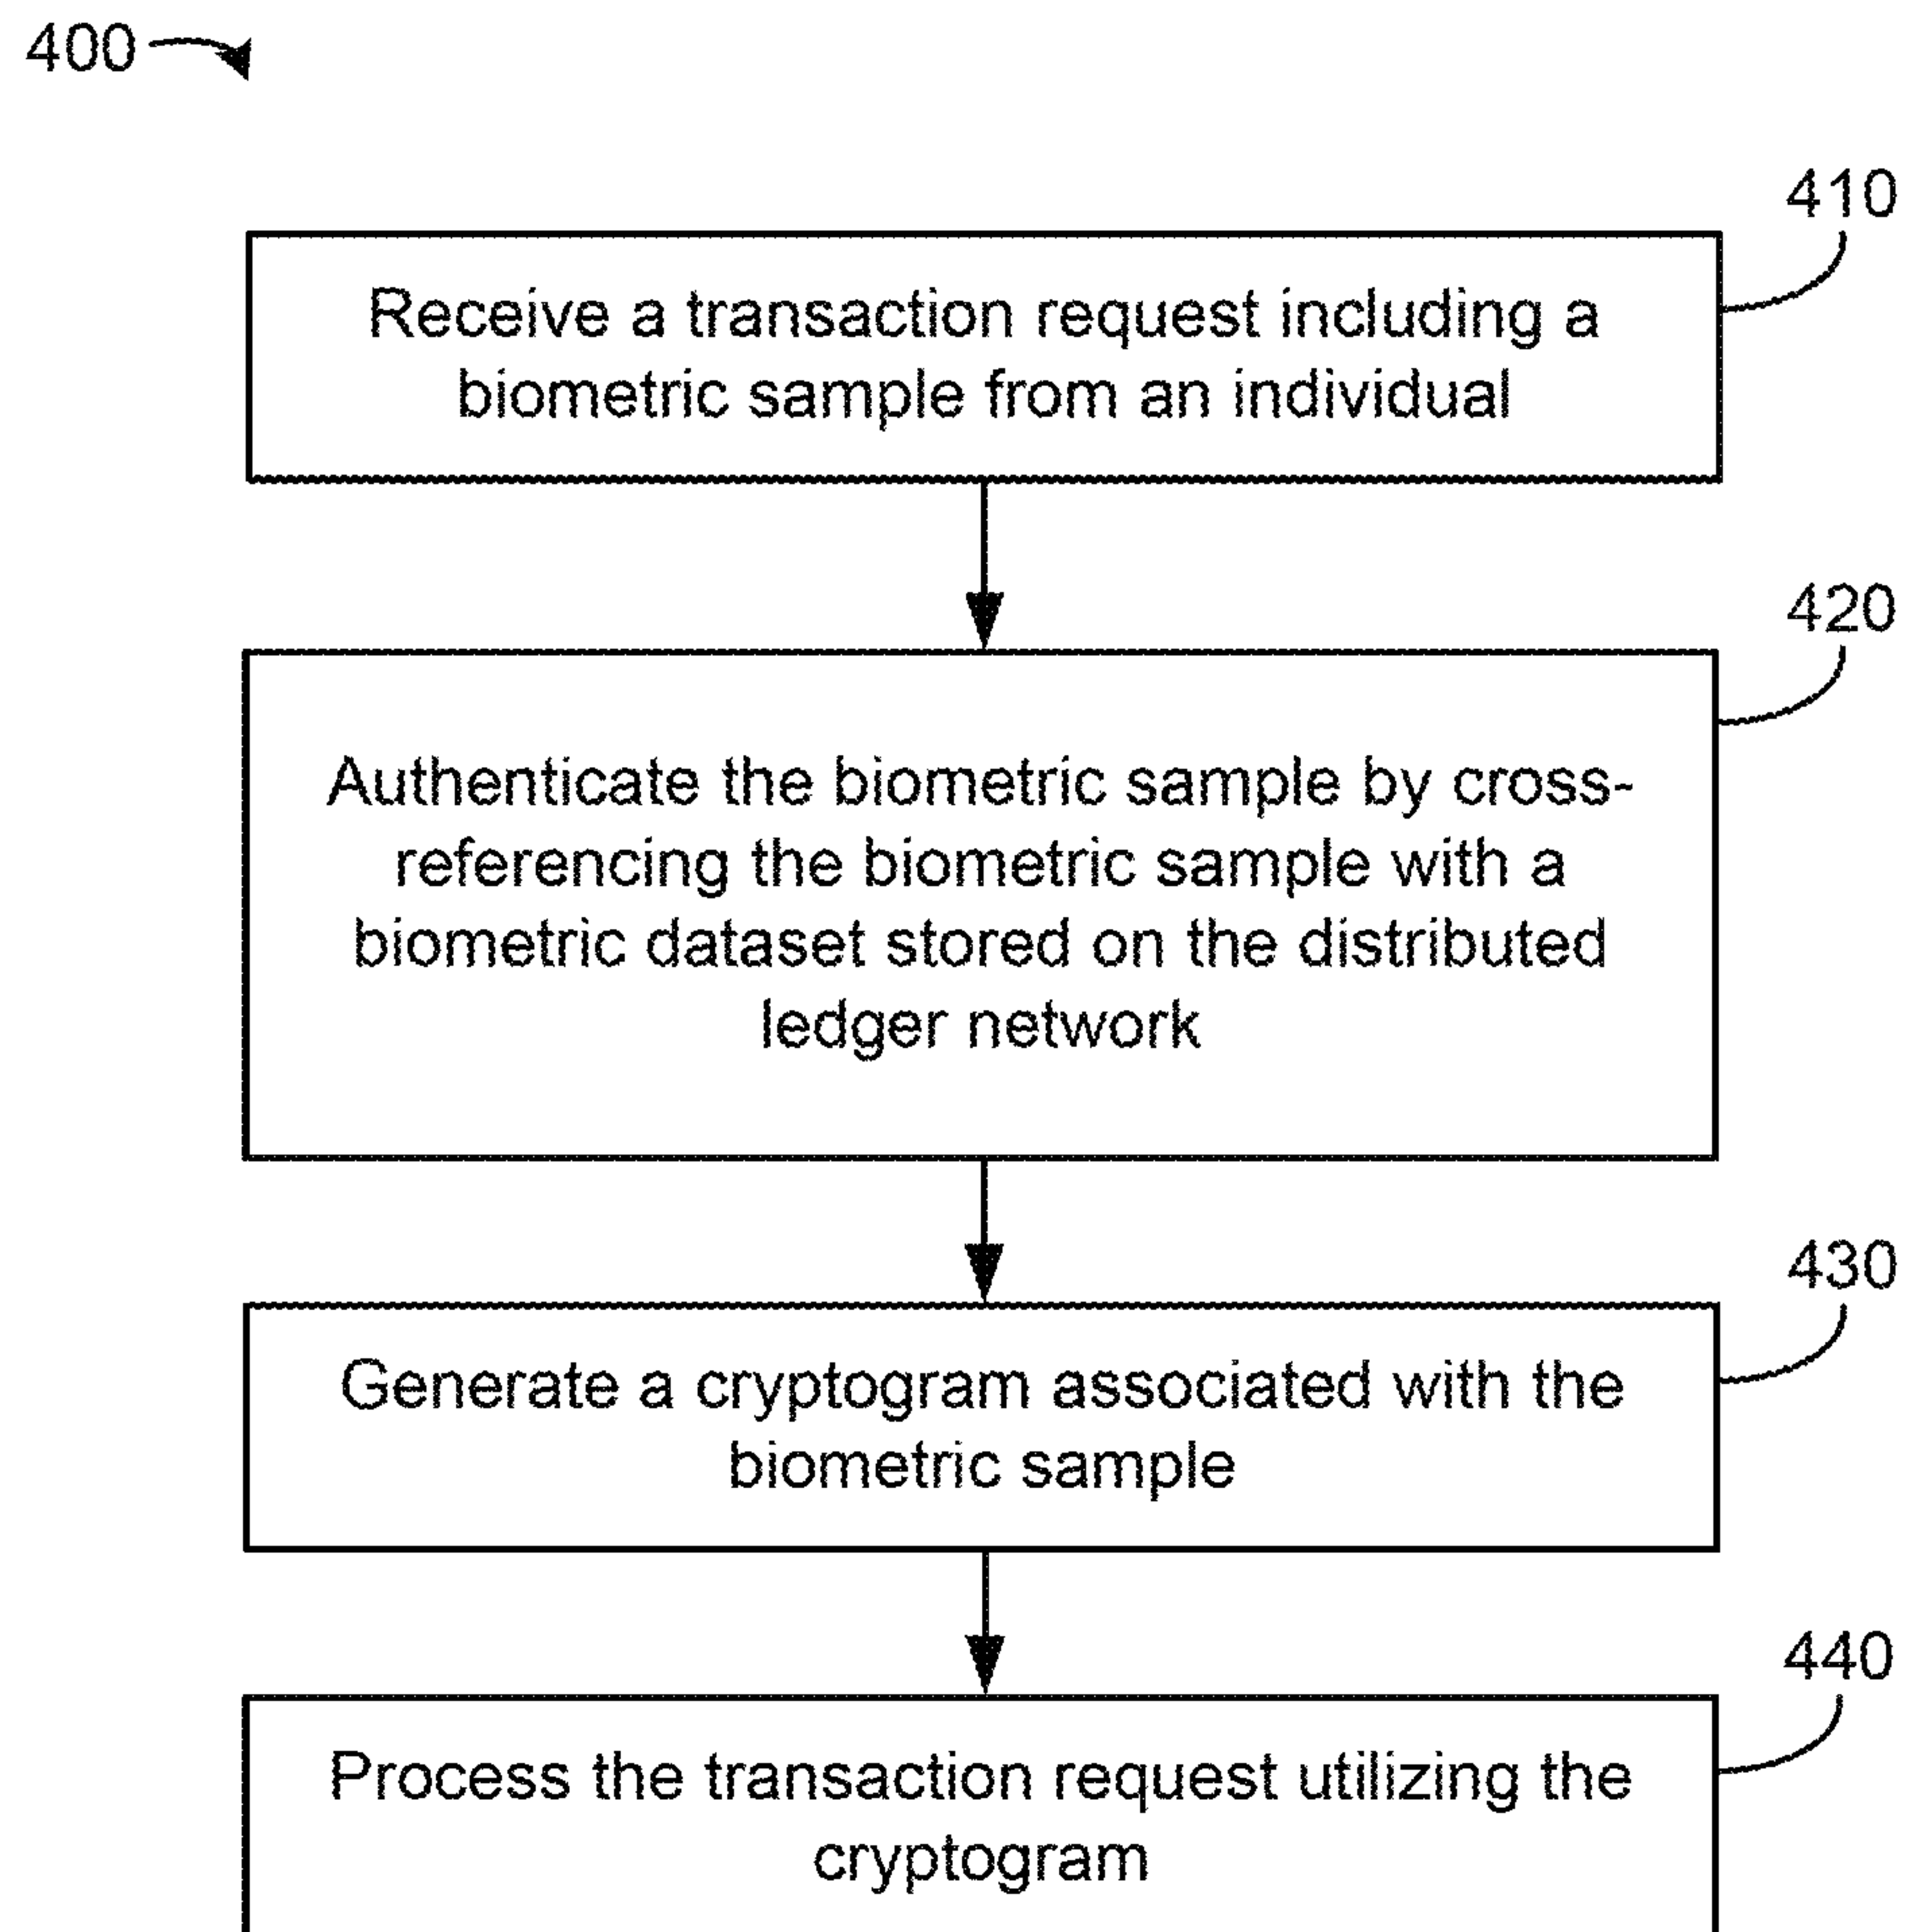 400
410
Receive a transaction request including a
biometric sample from an individual
420
Authenticate the biometric sample by cross-
referencing the biometric sample with a
biometric dataset stored on the distributed
ledger network
430
Generate a cryptogram associated with the
biometric sample
440
Process the transaction request utilizing the
cryptogram